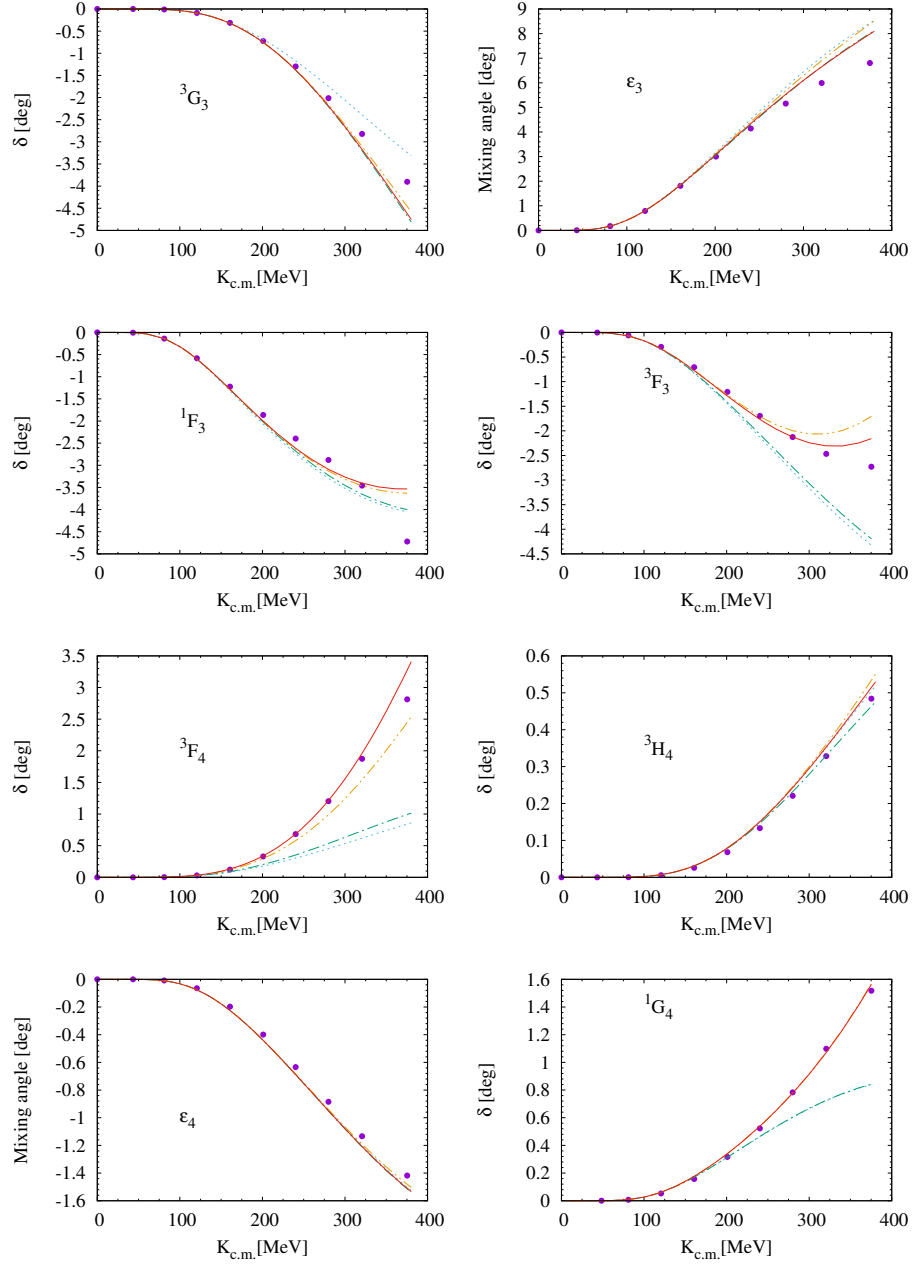 0
-0.5
-1
-1.5
-2
-2.5
-3
-3.5
-4
-4.5
-5
0 100 200 300 400
δ [deg]
K_c.m.[MeV]
³G₃
9
8
7
6
5
4
3
2
1
0
0 100 200 300 400
Mixing angle [deg]
K_c.m.[MeV]
ε₃
0
-0.5
-1
-1.5
-2
-2.5
-3
-3.5
-4
-4.5
-5
0 100 200 300 400
δ [deg]
K_c.m.[MeV]
¹F₃
0
-0.5
-1
-1.5
-2
-2.5
-3
-3.5
-4
-4.5
0 100 200 300 400
δ [deg]
K_c.m.[MeV]
³F₃
3.5
3
2.5
2
1.5
1
0.5
0
0 100 200 300 400
δ [deg]
K_c.m.[MeV]
³F₄
0.6
0.5
0.4
0.3
0.2
0.1
0
0 100 200 300 400
δ [deg]
K_c.m.[MeV]
³H₄
0
-0.2
-0.4
-0.6
-0.8
-1
-1.2
-1.4
-1.6
0 100 200 300 400
Mixing angle [deg]
K_c.m.[MeV]
ε₄
1.6
1.4
1.2
1
0.8
0.6
0.4
0.2
0
0 100 200 300 400
δ [deg]
K_c.m.[MeV]
¹G₄